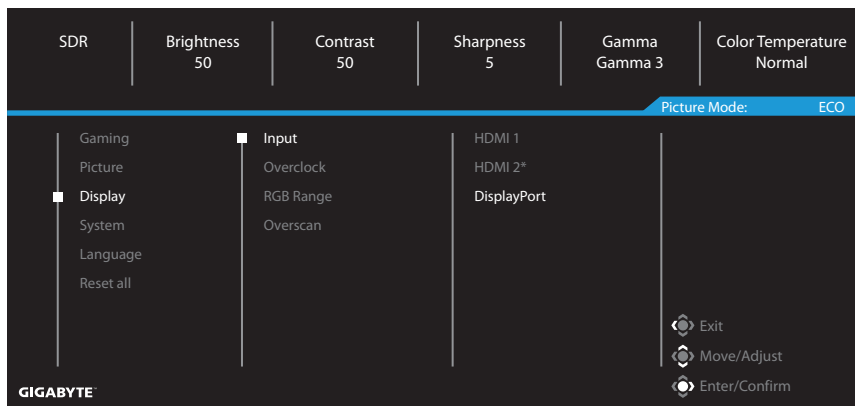 SDR
Brightness
50
Contrast
50
Sharpness
5
Gamma
Gamma 3
Color Temperature
Normal
Picture Mode: ECO
Gaming
Picture
Display
System
Language
Reset all
Input
Overclock
RGB Range
Overscan
HDMI 1
HDMI 2*
DisplayPort
Exit
Move/Adjust
Enter/Confirm
GIGABYTE™